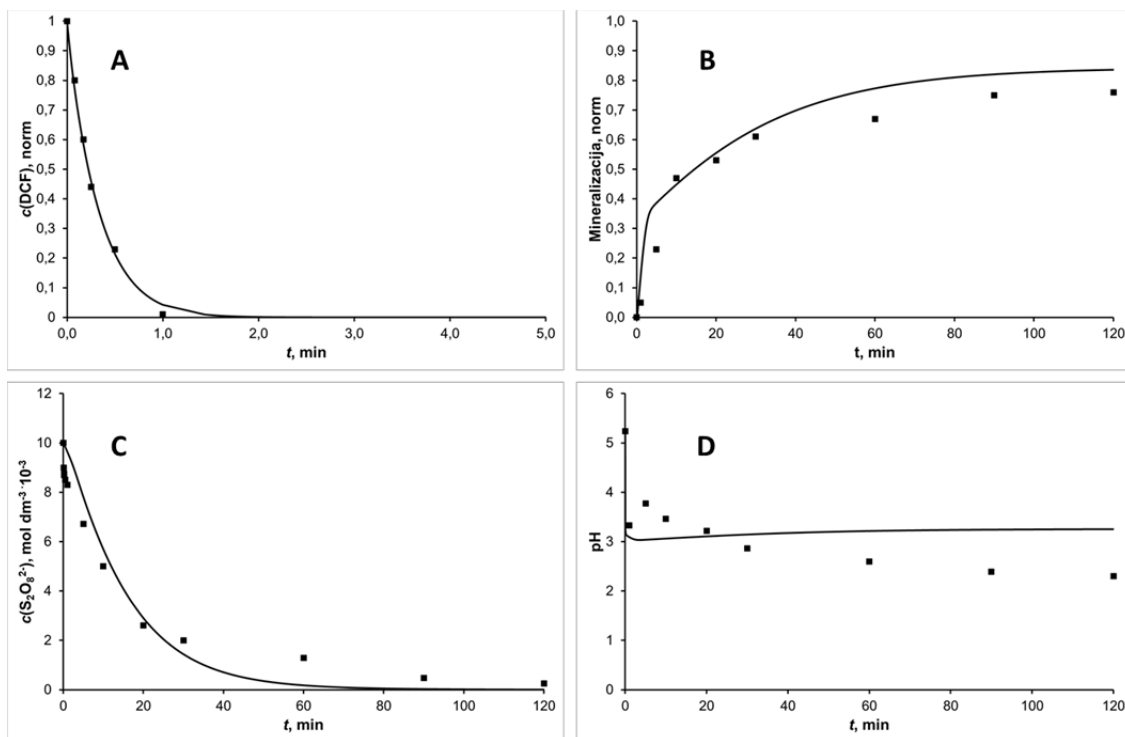 A
c(DCF), norm
1
0,9
0,8
0,7
0,6
0,5
0,4
0,3
0,2
0,1
0
0,0 1,0 2,0 3,0 4,0 5,0
t, min
B
Mineralizacija, norm
1,0
0,9
0,8
0,7
0,6
0,5
0,4
0,3
0,2
0,1
0,0
0 20 40 60 80 100 120
t, min
C
c(S₂O₈²⁻), mol dm⁻³·10⁻³
12
10
8
6
4
2
0
0 20 40 60 80 100 120
t, min
D
pH
6
5
4
3
2
1
0
0 20 40 60 80 100 120
t, min